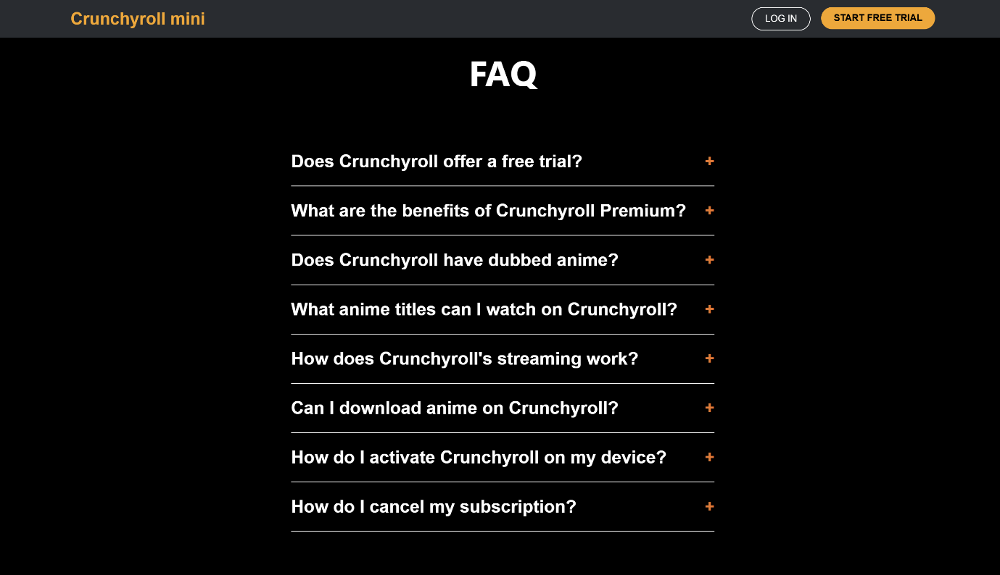 Crunchyroll mini
LOG IN
START FREE TRIAL
FAQ
Does Crunchyroll offer a free trial? +
What are the benefits of Crunchyroll Premium? +
Does Crunchyroll have dubbed anime? +
What anime titles can I watch on Crunchyroll? +
How does Crunchyroll's streaming work? +
Can I download anime on Crunchyroll? +
How do I activate Crunchyroll on my device? +
How do I cancel my subscription? +